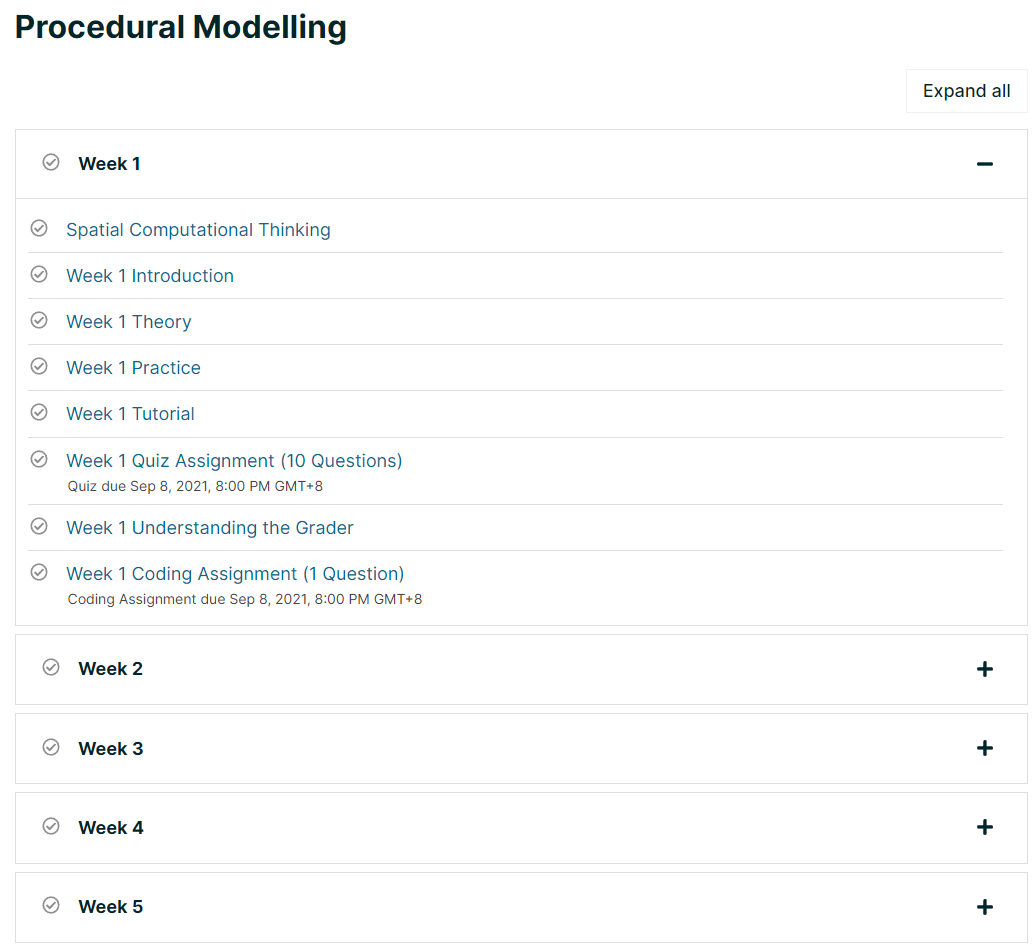 Procedural Modelling
Expand all
Week 1
Spatial Computational Thinking
Week 1 Introduction
Week 1 Theory
Week 1 Practice
Week 1 Tutorial
Week 1 Quiz Assignment (10 Questions)
Quiz due Sep 8, 2021, 8:00 PM GMT+8
Week 1 Understanding the Grader
Week 1 Coding Assignment (1 Question)
Coding Assignment due Sep 8, 2021, 8:00 PM GMT+8
Week 2
Week 3
Week 4
Week 5